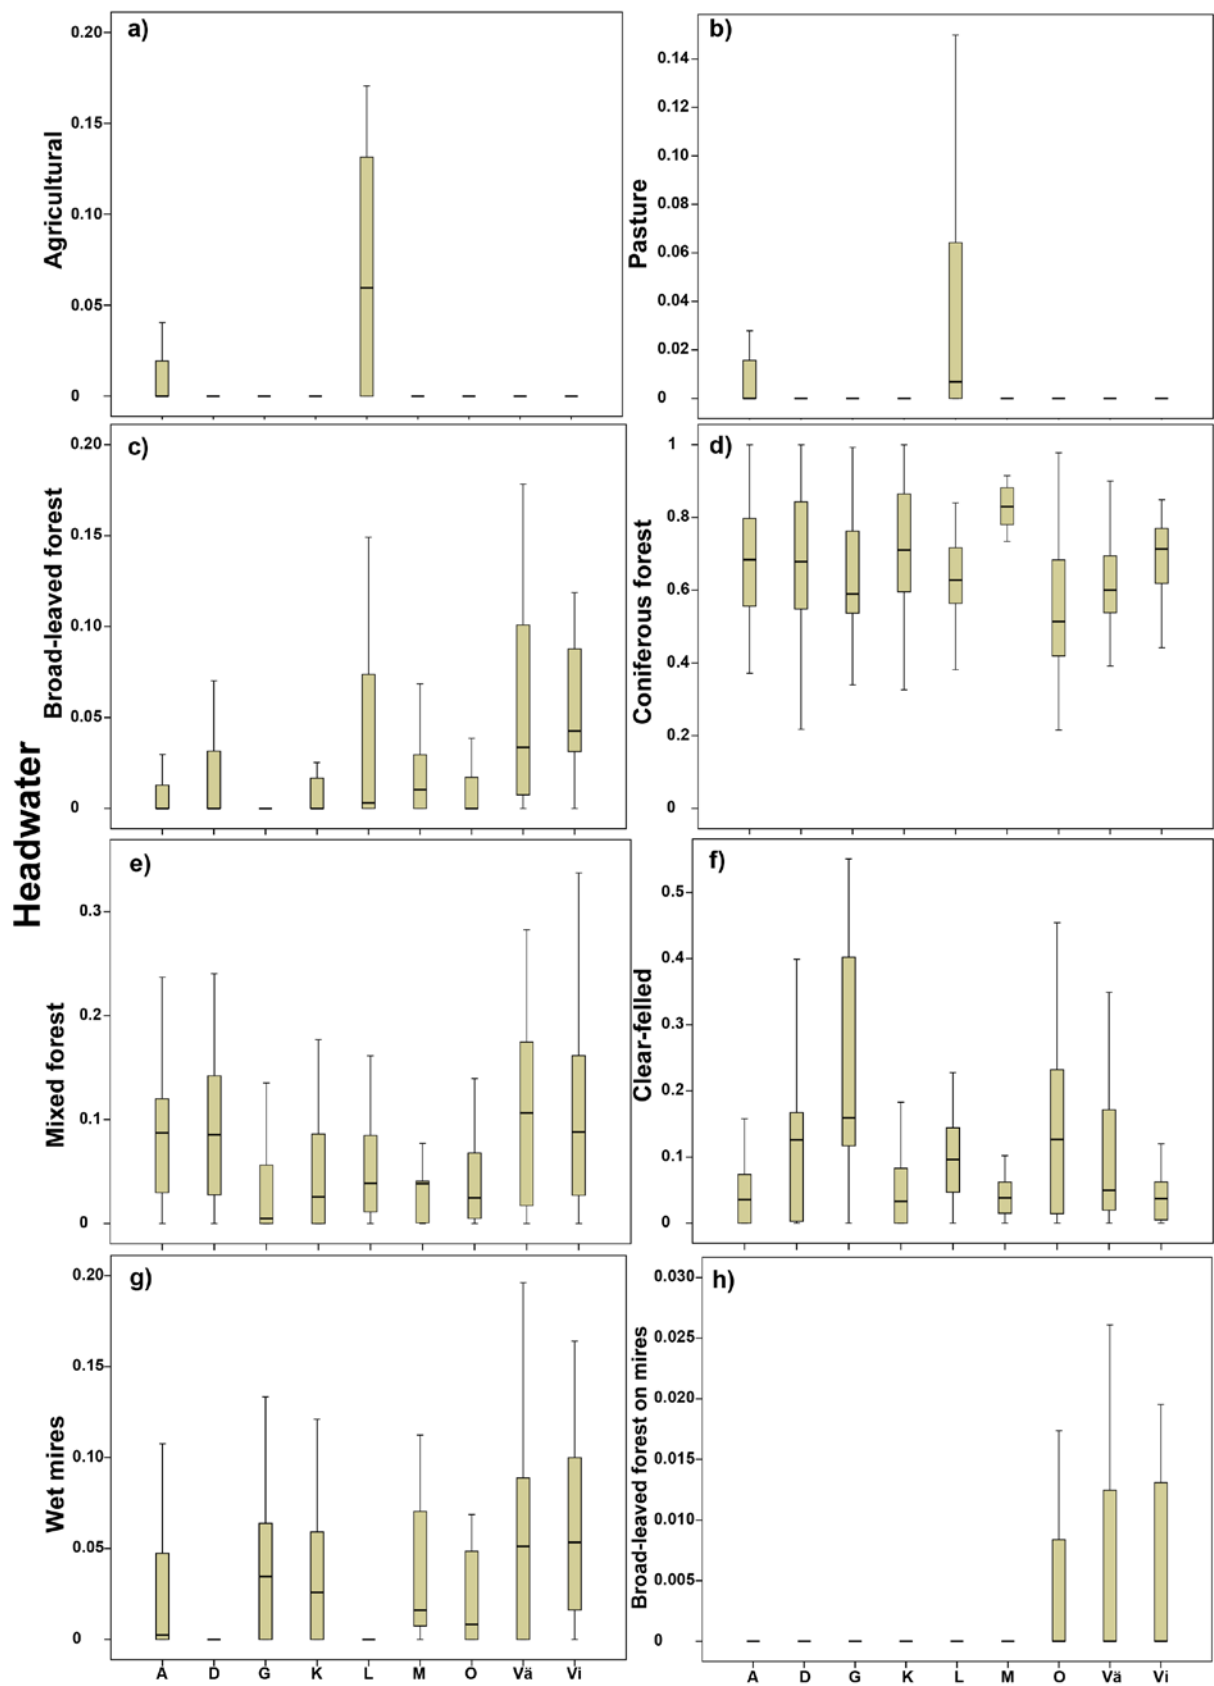 Headwater
a)
Agricultural
0.20
0.15
0.10
0.05
0
b)
Pasture
0.14
0.12
0.10
0.08
0.06
0.04
0.02
0
c)
Broad-leaved forest
0.20
0.15
0.10
0.05
0
d)
Coniferous forest
1
0.8
0.6
0.4
0.2
0
e)
Mixed forest
0.3
0.2
0.1
0
f)
Clear-felled
0.5
0.4
0.3
0.2
0.1
0
g)
Wet mires
0.20
0.15
0.10
0.05
0
A D G K L M O Vä Vi
h)
Broad-leaved forest on mires
0.030
0.025
0.020
0.015
0.010
0.005
0
A D G K L M O Vä Vi